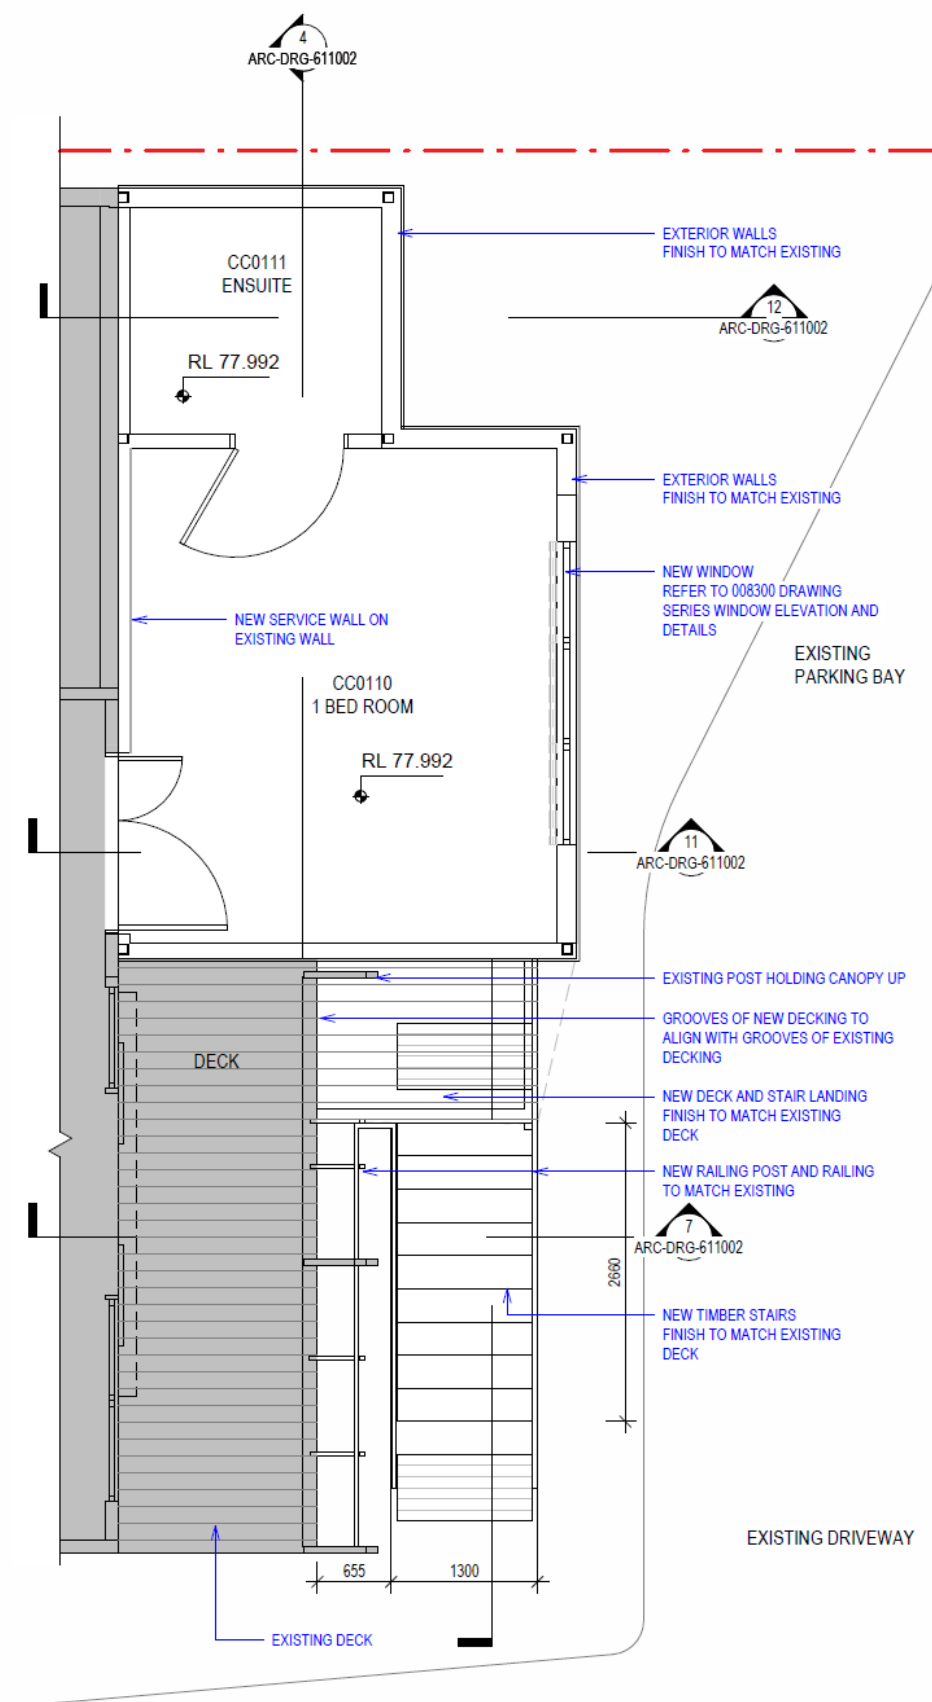 4
ARC-DRG-611002
EXTERIOR WALLS
FINISH TO MATCH EXISTING
CC0111
ENSUITE
12
ARC-DRG-611002
RL 77.992
EXTERIOR WALLS
FINISH TO MATCH EXISTING
NEW WINDOW
REFER TO 008300 DRAWING
SERIES WINDOW ELEVATION AND
DETAILS
NEW SERVICE WALL ON
EXISTING WALL
EXISTING
PARKING BAY
CC0110
1 BED ROOM
RL 77.992
11
ARC-DRG-611002
EXISTING POST HOLDING CANOPY UP
GROOVES OF NEW DECKING TO
ALIGN WITH GROOVES OF EXISTING
DECKING
DECK
NEW DECK AND STAIR LANDING
FINISH TO MATCH EXISTING
DECK
NEW RAILING POST AND RAILING
TO MATCH EXISTING
7
ARC-DRG-611002
2660
NEW TIMBER STAIRS
FINISH TO MATCH EXISTING
DECK
EXISTING DRIVEWAY
655
1300
EXISTING DECK